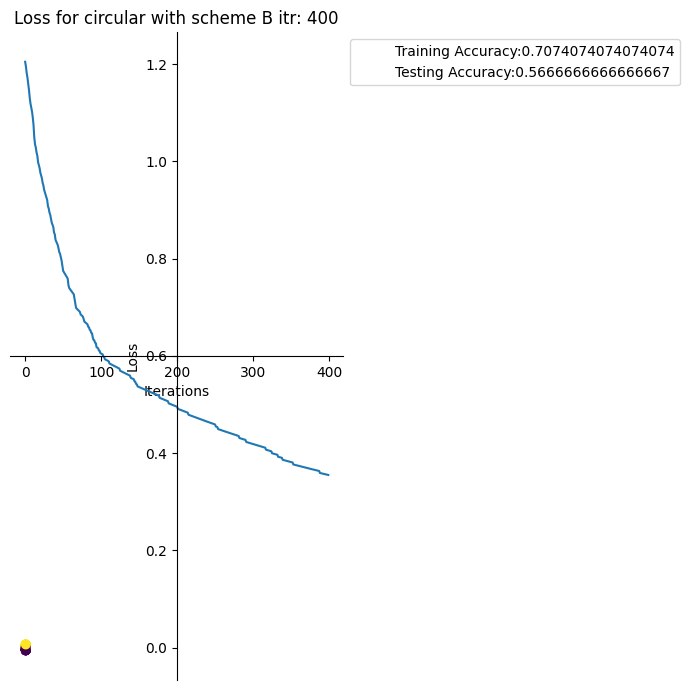 Loss for circular with scheme B itr: 400
Training Accuracy:0.7074074074074074
Testing Accuracy:0.5666666666666667
1.2
1.0
0.8
0.6
Loss
0 100 200 300 400
Iterations
0.4
0.2
0.0